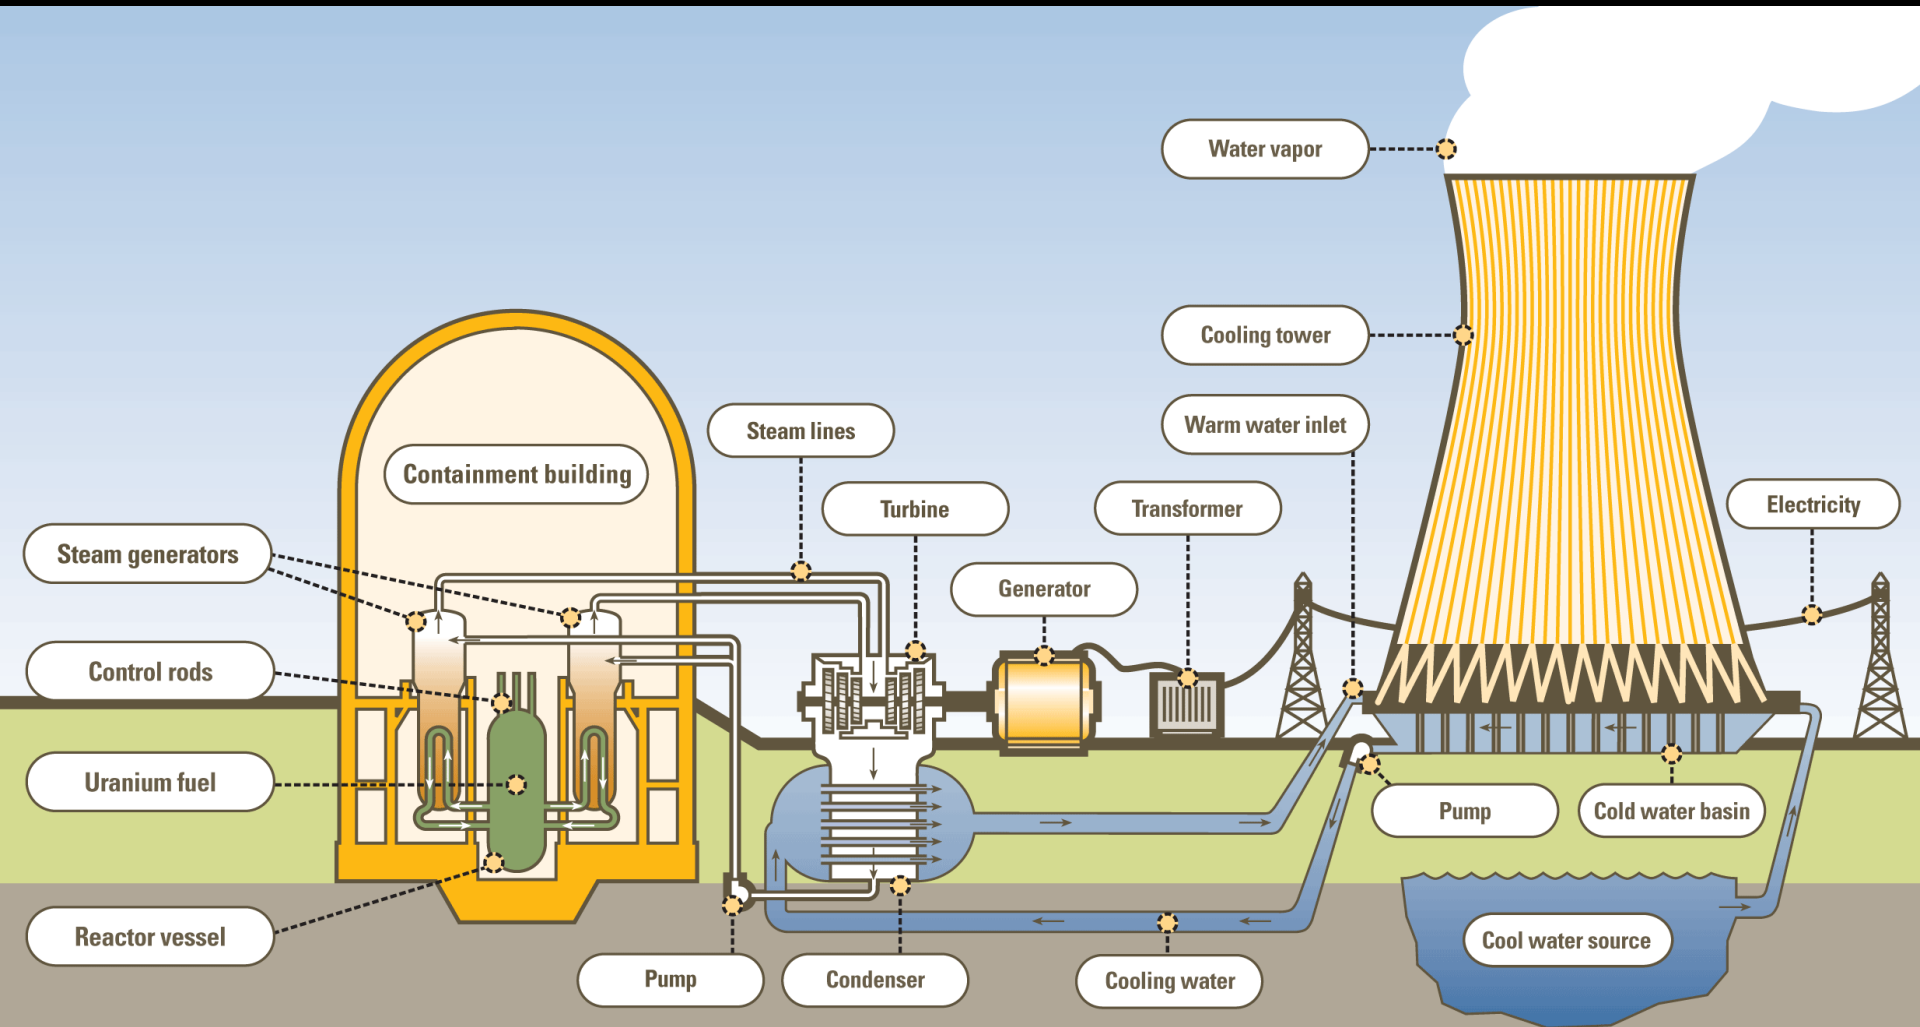 Water vapor
Cooling tower
Warm water inlet
Steam lines
Containment building
Turbine
Transformer
Electricity
Steam generators
Generator
Control rods
Uranium fuel
Pump
Cold water basin
Reactor vessel
Cool water source
Pump
Condenser
Cooling water